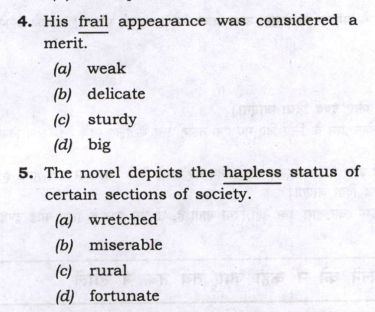 4. His frail appearance was considered a
merit.
(a) weak
(b) delicate
(c) sturdy
(d) big
5. The novel depicts the hapless status of
certain sections of society.
(a) wretched
(b) miserable
(c) rural
(d) fortunate